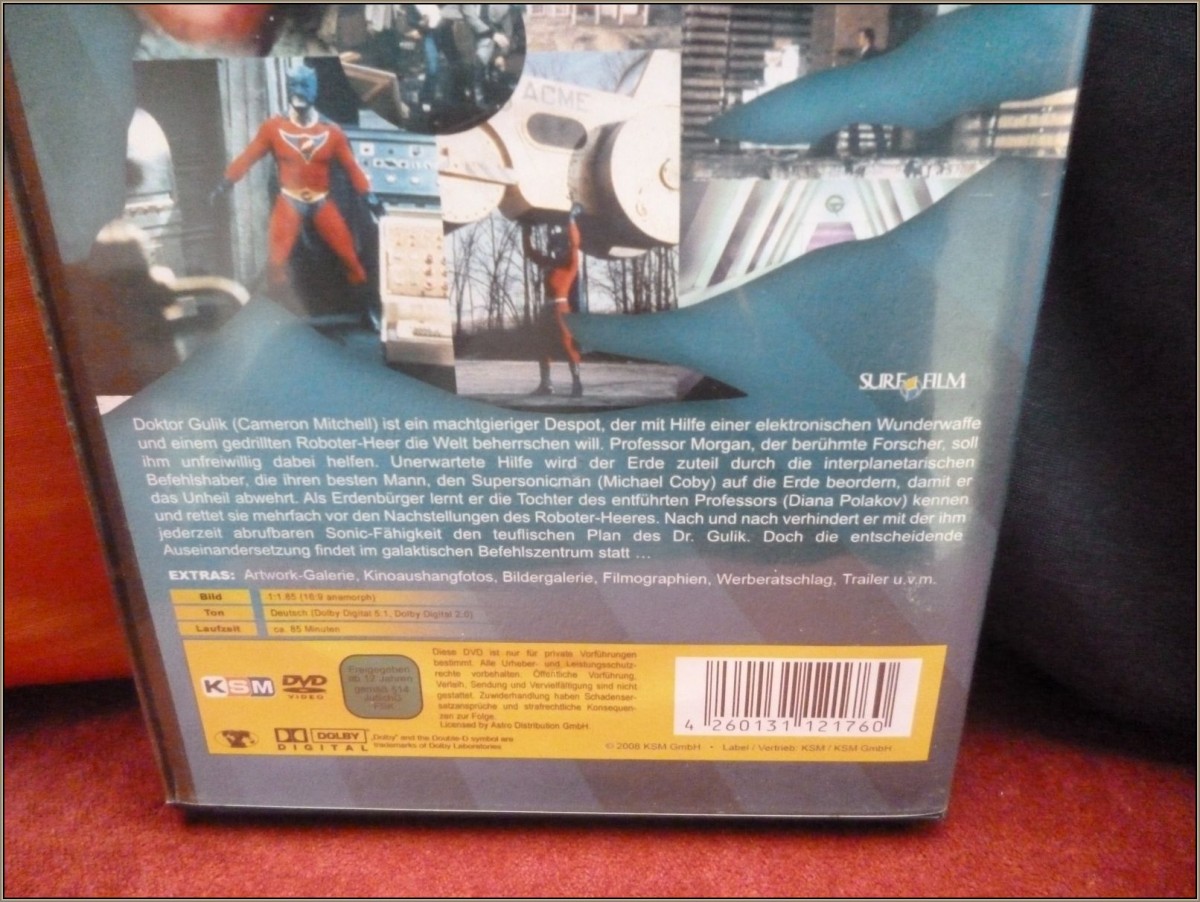 ACME
SURF FILM
Doktor Gulik (Cameron Mitchell) ist ein machtgieriger Despot, der mit Hilfe einer elektronischen Wunderwaffe
und einem gedrillten Roboter-Heer die Welt beherrschen will. Professor Morgan, der berühmte Forscher, soll
ihm unfreiwillig dabei helfen. Unerwartete Hilfe wird der Erde zuteil durch die interplanetarischen
Befehlshaber, die ihren besten Mann, den Supersonicmän (Michael Coby) auf die Erde beordern, damit er
das Unheil abwehrt. Als Erdenbürger lernt er die Tochter des entführten Professors (Diana Polakov) kennen
und rettet sie mehrfach vor den Nachstellungen des Roboter-Heeres. Nach und nach verhindert er mit der ihm
jederzeit abrufbaren Sonic-Fähigkeit den teuflischen Plan des Dr. Gulik. Doch die entscheidende
Auseinandersetzung findet im galaktischen Befehlszentrum statt ...
EXTRAS: Artwork-Galerie, Kinoaushangfotos, Bildergalerie, Filmographien, Werberatschlag, Trailer u.v.m.
Bild 1:1.85 (16:9 anamorph)
Ton Deutsch (Dolby Digital 5.1, Dolby Digital 2.0)
Laufzeit ca. 85 Minuten
KSM
DVD
VIDEO
Freigegeben
ab 12 Jahren
gemäß §14
JuSchG
FSK
Diese DVD ist nur für private Vorführungen
bestimmt. Alle Urheber- und Leistungsschutz-
rechte vorbehalten. Öffentliche Vorführung,
Verleih, Sendung und Vervielfältigung sind nicht
gestattet. Zuwiderhandlung haben Schadenser-
satzansprüche und strafrechtliche Konsequen-
zen zur Folge.
Licensed by Astro Distribution GmbH.
4 260131 121760
DOLBY
DIGITAL
„Dolby" and the Double-D symbol are
trademarks of Dolby Laboratories
© 2008 KSM GmbH • Label / Vertrieb: KSM / KSM GmbH